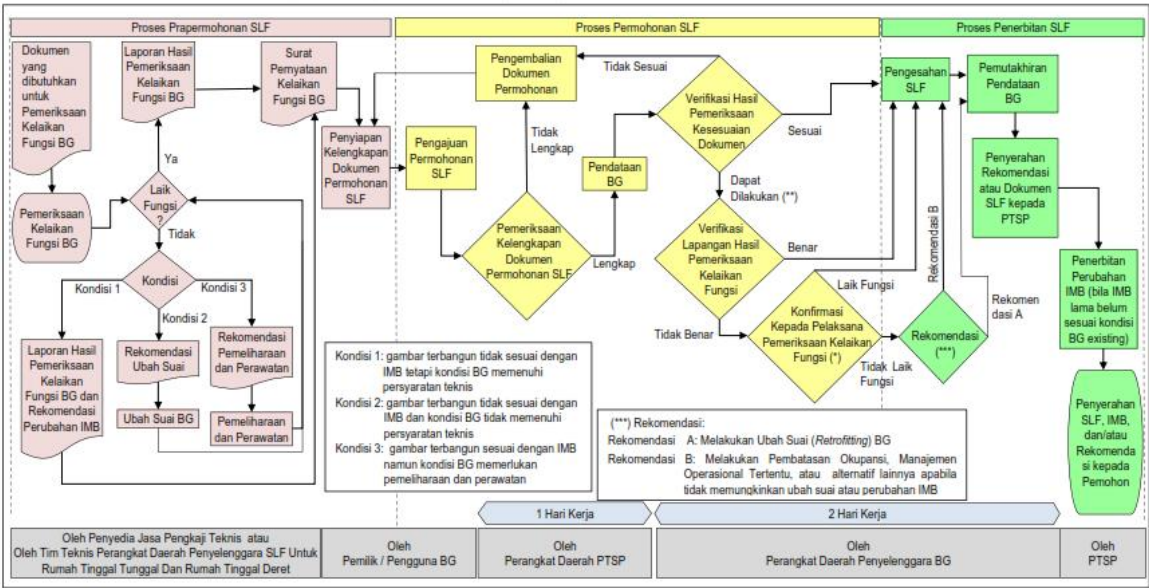 Proses Prapermohonan SLF
Proses Permohonan SLF
Proses Penerbitan SLF
Dokumen
yang
dibutuhkan
untuk
Pemeriksaan
Kelaikan
Fungsi BG
Laporan Hasil
Pemeriksaan
Kelaikan
Fungsi BG
Surat
Pernyataan
Kelaikan
Fungsi BG
Pemeriksaan
Kelaikan
Fungsi BG
Ya
Laik
Fungsi
?
Tidak
Kondisi
Kondisi 1
Kondisi 2
Kondisi 3
Laporan Hasil
Pemeriksaan
Kelaikan
Fungsi BG dan
Rekomendasi
Perubahan IMB
Rekomendasi
Ubah Suai
Ubah Suai BG
Rekomendasi
Pemeliharaan
dan Perawatan
Pemeliharaan
dan Perawatan
Penyiapan
Kelengkapan
Dokumen
Permohonan
SLF
Pengajuan
Permohonan
SLF
Pengembalian
Dokumen
Permohonan
Tidak
Lengkap
Pemeriksaan
Kelengkapan
Dokumen
Permohonan SLF
Lengkap
Pendataan
BG
Tidak Sesuai
Verifikasi Hasil
Pemeriksaan
Kesesuaian
Dokumen
Sesuai
Dapat
Dilakukan (**)
Verifikasi
Lapangan Hasil
Pemeriksaan
Kelaikan
Fungsi
Benar
Tidak Benar
Konfirmasi
Kepada Pelaksana
Pemeriksaan Kelaikan
Fungsi (*)
Laik Fungsi
Tidak Laik
Fungsi
Pengesahan
SLF
Rekomendasi B
Rekomendasi
(***)
Rekomen
dasi A
Pemutakhiran
Pendataan
BG
Penyerahan
Rekomendasi
atau Dokumen
SLF kepada
PTSP
Penerbitan
Perubahan
IMB (bila IMB
lama belum
sesuai kondisi
BG existing)
Penyerahan
SLF, IMB,
dan/atau
Rekomenda
si kepada
Pemohon
Kondisi 1: gambar terbangun tidak sesuai dengan
IMB tetapi kondisi BG memenuhi
persyaratan teknis
Kondisi 2: gambar terbangun tidak sesuai dengan
IMB dan kondisi BG tidak memenuhi
persyaratan teknis
Kondisi 3: gambar terbangun sesuai dengan IMB
namun kondisi BG memerlukan
pemeliharaan dan perawatan
(***) Rekomendasi:
Rekomendasi A: Melakukan Ubah Suai (Retrofitting) BG
Rekomendasi B: Melakukan Pembatasan Okupansi, Manajemen
Operasional Tertentu, atau alternatif lainnya apabila
tidak memungkinkan ubah suai atau perubahan IMB
1 Hari Kerja
2 Hari Kerja
Oleh Penyedia Jasa Pengkaji Teknis atau
Oleh Tim Teknis Perangkat Daerah Penyelenggara SLF Untuk
Rumah Tinggal Tunggal Dan Rumah Tinggal Deret
Oleh
Pemilik / Pengguna BG
Oleh
Perangkat Daerah PTSP
Oleh
Perangkat Daerah Penyelenggara BG
Oleh
PTSP